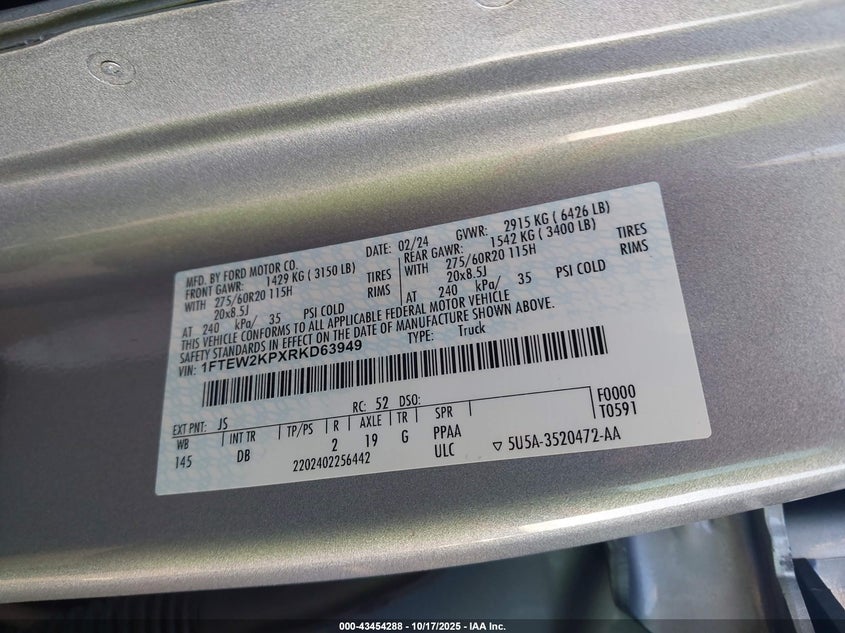 MFD. BY FORD MOTOR CO.
DATE: 02/24 GVWR: 2915 KG ( 6426 LB)
FRONT GAWR: 1429 KG ( 3150 LB)
REAR GAWR: 1542 KG ( 3400 LB)
WITH 275/60R20 115H TIRES
WITH 275/60R20 115H TIRES
20x8.5J RIMS
20x8.5J RIMS
AT 240 kPa/ 35 PSI COLD
AT 240 kPa/ 35 PSI COLD
THIS VEHICLE CONFORMS TO ALL APPLICABLE FEDERAL MOTOR VEHICLE
SAFETY STANDARDS IN EFFECT ON THE DATE OF MANUFACTURE SHOWN ABOVE.
VIN: 1FTEW2KPXRKD63949 TYPE: Truck
EXT PNT: JS RC: 52 DSO: F0000
WB INT TR TP/PS R AXLE TR SPR T0591
145 DB 2 19 G PPAA
2202402256442 ULC ▽ 5U5A-3520472-AA
000-43454288 - 10/17/2025 - IAA Inc.